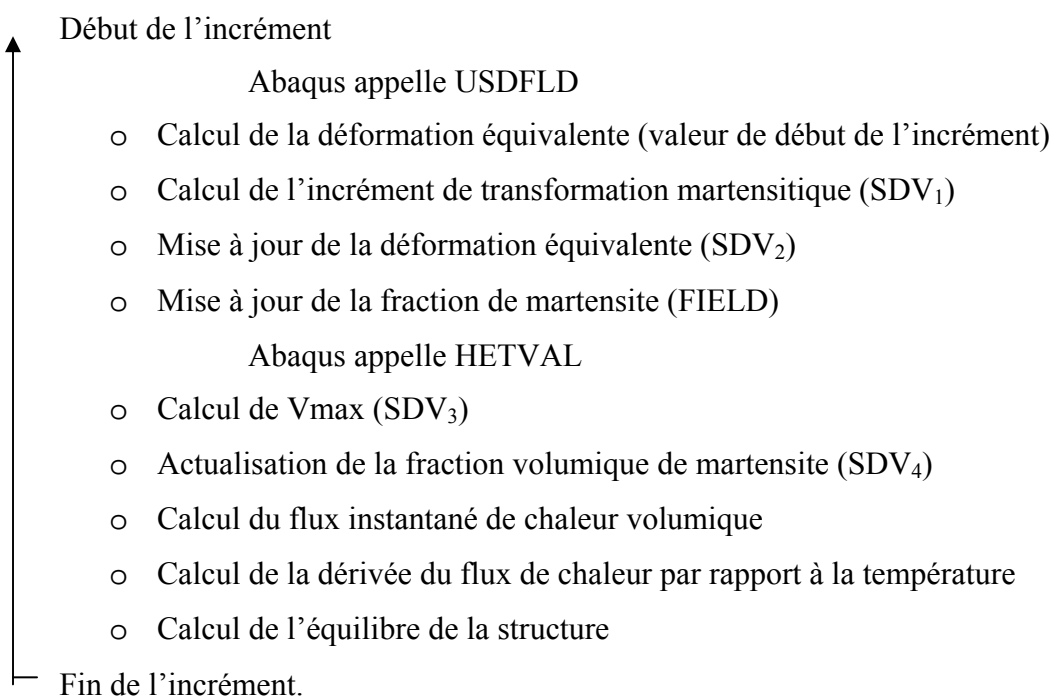 Début de l’incrément
Abaqus appelle USDFLD
o Calcul de la déformation équivalente (valeur de début de l’incrément)
o Calcul de l’incrément de transformation martensitique (SDV₁)
o Mise à jour de la déformation équivalente (SDV₂)
o Mise à jour de la fraction de martensite (FIELD)
Abaqus appelle HETVAL
o Calcul de Vmax (SDV₃)
o Actualisation de la fraction volumique de martensite (SDV₄)
o Calcul du flux instantané de chaleur volumique
o Calcul de la dérivée du flux de chaleur par rapport à la température
o Calcul de l’équilibre de la structure
Fin de l’incrément.